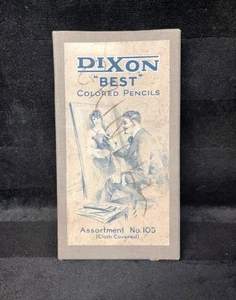 DIXON
"BEST"
COLORED PENCILS
Assortment No. 105
(Cloth Covered)